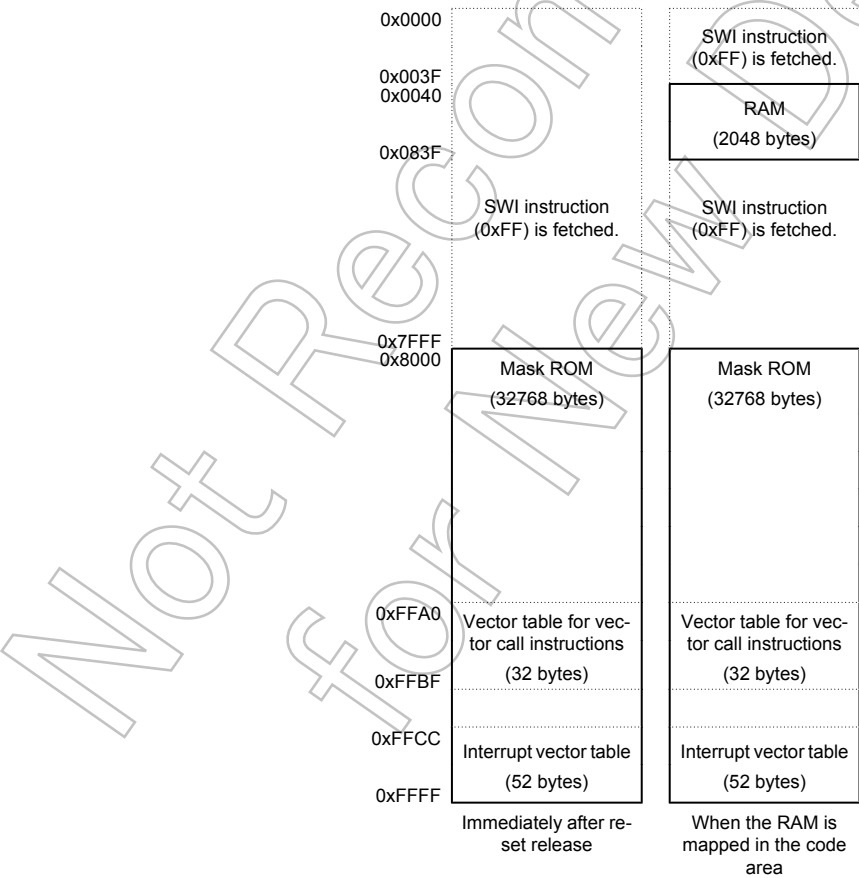 0x0000
0x003F
0x0040
0x083F
0x7FFF
0x8000
0xFFA0
0xFFBF
0xFFCC
0xFFFF
SWI instruction
(0xFF) is fetched.
Mask ROM
(32768 bytes)
Vector table for vec-
tor call instructions
(32 bytes)
Interrupt vector table
(52 bytes)
Immediately after re-
set release
SWI instruction
(0xFF) is fetched.
RAM
(2048 bytes)
SWI instruction
(0xFF) is fetched.
Mask ROM
(32768 bytes)
Vector table for vec-
tor call instructions
(32 bytes)
Interrupt vector table
(52 bytes)
When the RAM is
mapped in the code
area
Not Recom
for New D